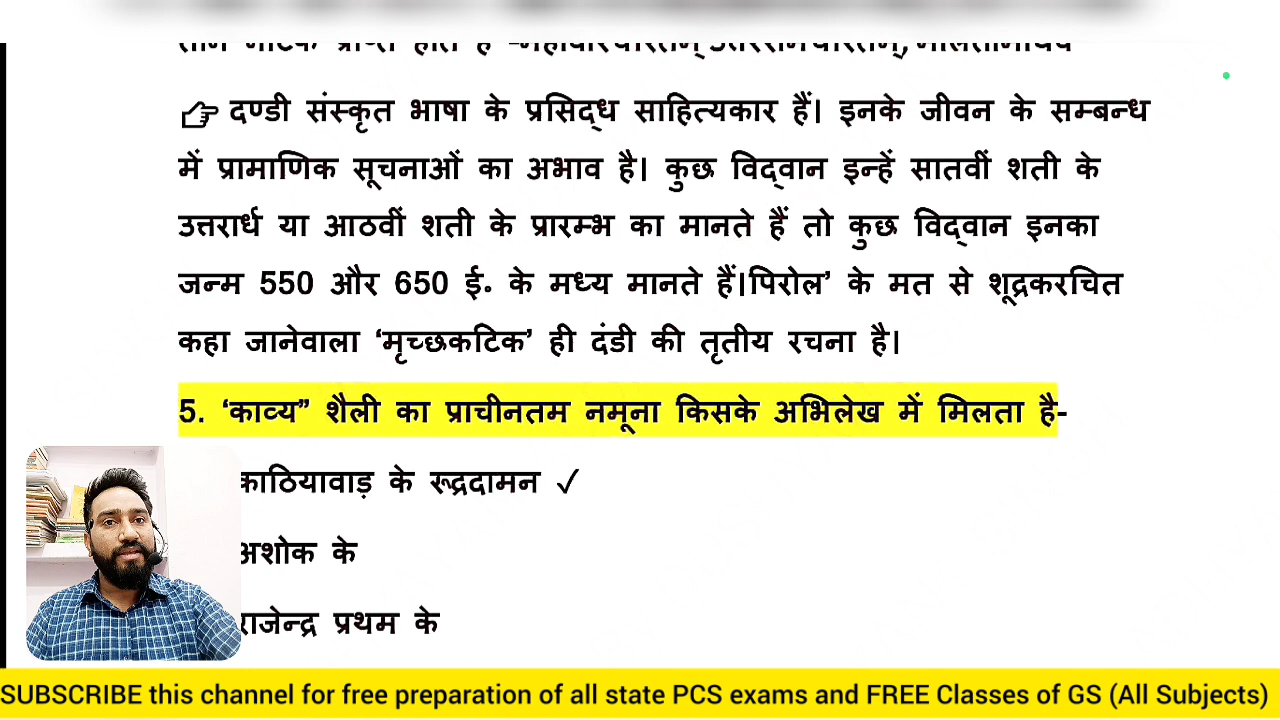 दण्डी संस्कृत भाषा के प्रसिद्ध साहित्यकार हैं। इनके जीवन के सम्बन्ध
में प्रामाणिक सूचनाओं का अभाव है। कुछ विद्वान इन्हें सातवीं शती के
उत्तरार्ध या आठवीं शती के प्रारम्भ का मानते हैं तो कुछ विद्वान इनका
जन्म 550 और 650 ई॰ के मध्य मानते हैं।पिरोल’ के मत से शूद्रकरचित
कहा जानेवाला ‘मृच्छकटिक’ ही दंडी की तृतीय रचना है।
5. ‘काव्य” शैली का प्राचीनतम नमूना किसके अभिलेख में मिलता है-
काठियावाड़ के रूद्रदामन ✓
अशोक के
राजेन्द्र प्रथम के
SUBSCRIBE this channel for free preparation of all state PCS exams and FREE Classes of GS (All Subjects)